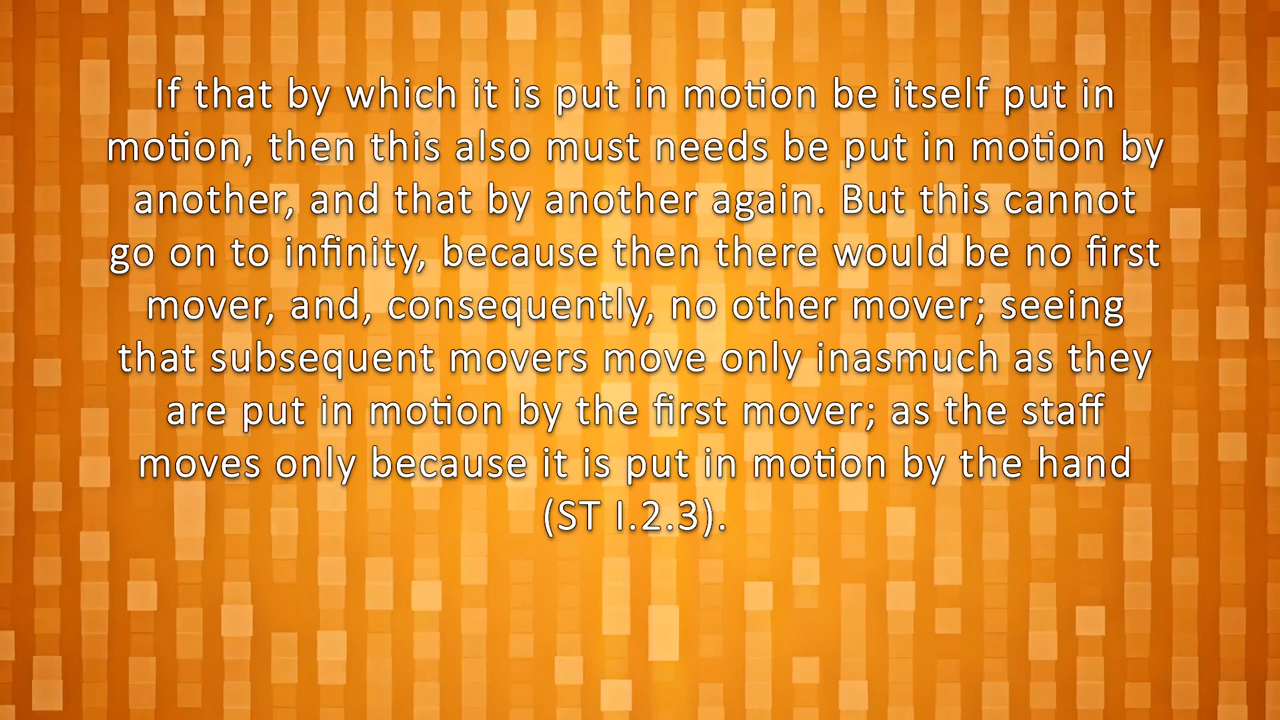 If that by which it is put in motion be itself put in
motion, then this also must needs be put in motion by
another, and that by another again. But this cannot
go on to infinity, because then there would be no first
mover, and, consequently, no other mover; seeing
that subsequent movers move only inasmuch as they
are put in motion by the first mover; as the staff
moves only because it is put in motion by the hand
(ST I.2.3).